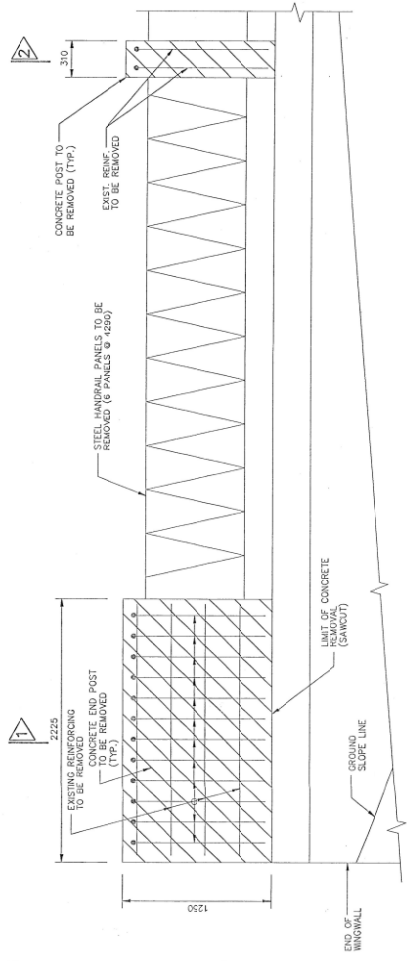 1
2225
EXISTING REINFORCING
TO BE REMOVED
CONCRETE END POST
TO BE REMOVED
(TYP.)
1250
END OF
WINGWALL
GROUND
SLOPE LINE
LIMIT OF CONCRETE
REMOVAL
(SAWCUT)
STEEL HANDRAIL PANELS TO BE
REMOVED (6 PANELS @ 4290)
CONCRETE POST TO
BE REMOVED (TYP.)
EXIST. REINF.
TO BE REMOVED
2
310